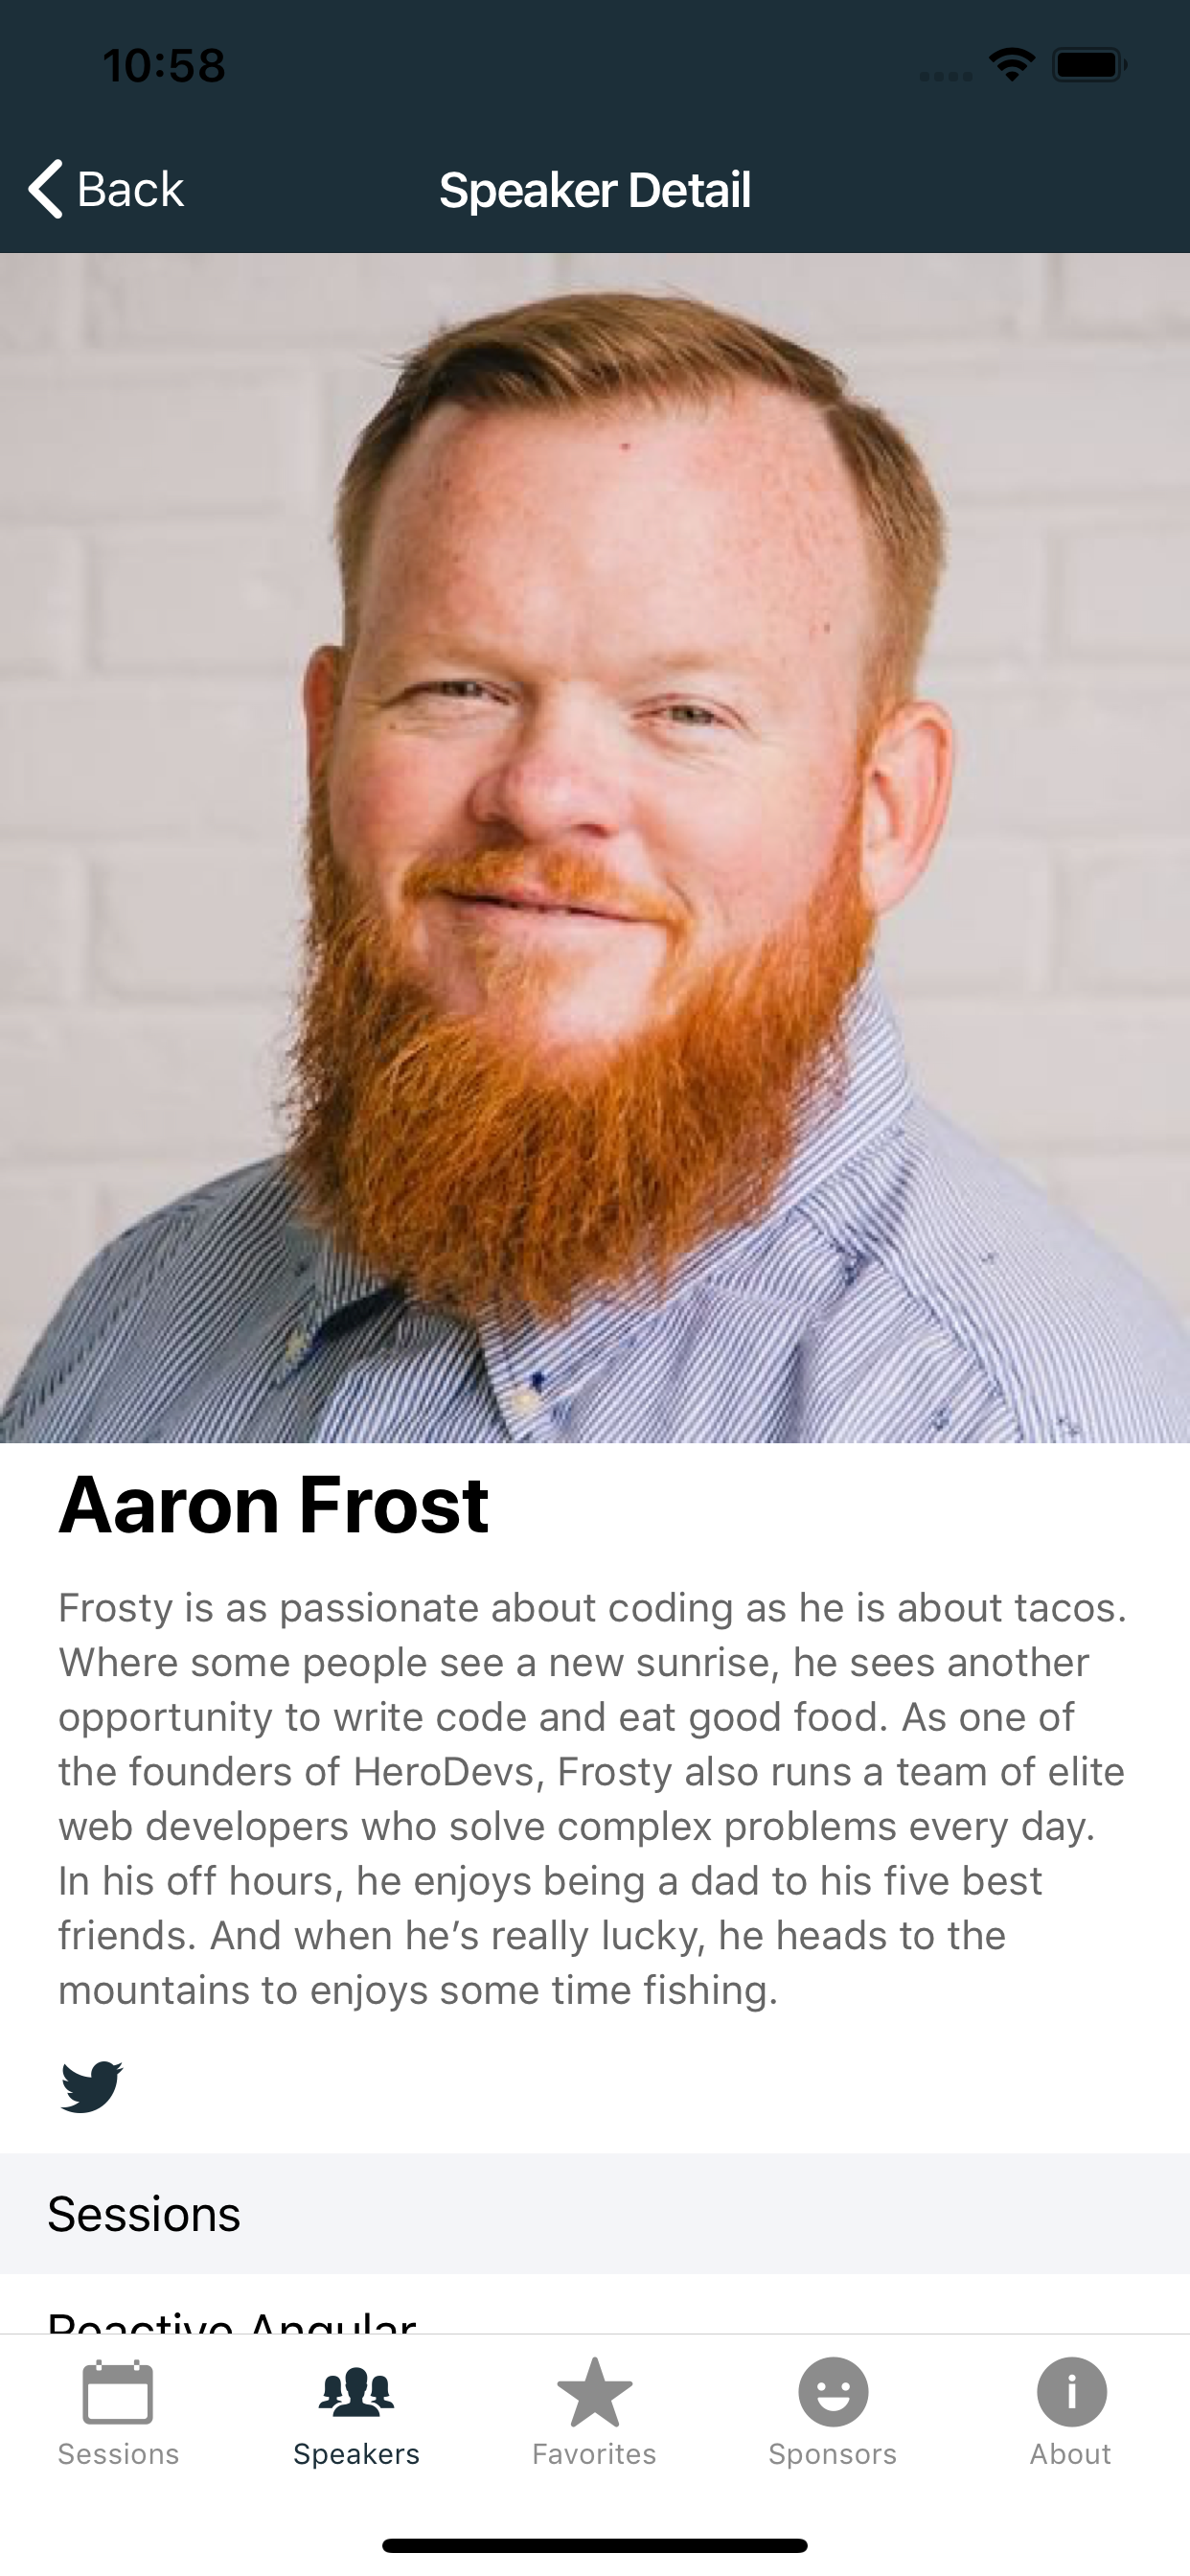 10:58
Back
Speaker Detail
Aaron Frost
Frosty is as passionate about coding as he is about tacos.
Where some people see a new sunrise, he sees another
opportunity to write code and eat good food. As one of
the founders of HeroDevs, Frosty also runs a team of elite
web developers who solve complex problems every day.
In his off hours, he enjoys being a dad to his five best
friends. And when he’s really lucky, he heads to the
mountains to enjoys some time fishing.
Sessions
Reactive Angular
Sessions
Speakers
Favorites
Sponsors
About